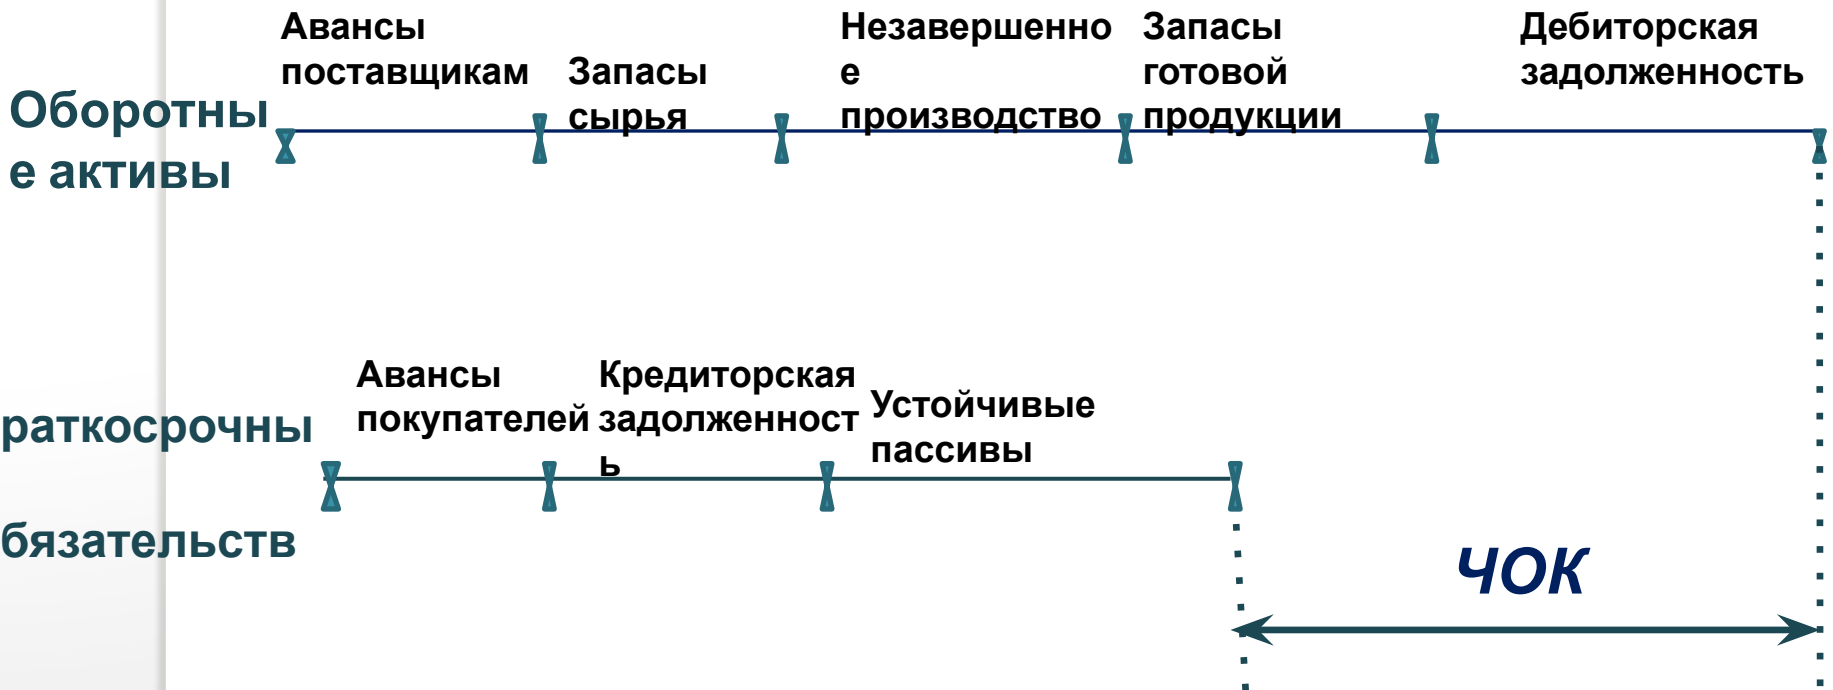 Авансы
поставщикам
Запасы
сырья
Незавершенно
е
производство
Запасы
готовой
продукции
Дебиторская
задолженность
Оборотны
е активы
Авансы
покупателей
Кредиторская
задолженност
ь
Устойчивые
пассивы
раткосрочны
бязательств
ЧОК